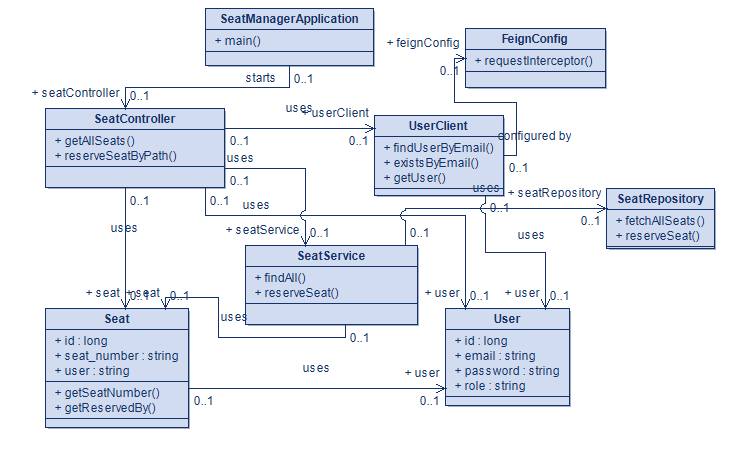 SeatManagerApplication
+ main()
+ feignConfig
FeignConfig
+ requestInterceptor()
0..1
starts
0..1
+ seatController
0..1
uses
+ userClient
SeatController
+ getAllSeats()
+ reserveSeatByPath()
0..1
0..1
UserClient
+ findUserByEmail()
+ existsByEmail()
+ getUser()
configured by
0..1
uses
0..1
uses
+ seatRepository
0..1
0..1
0..1
SeatRepository
+ fetchAllSeats()
+ reserveSeat()
0..1
0..1
uses
uses
+ seatService
0..1
0..1
uses
SeatService
+ findAll()
+ reserveSeat()
+ seat
+ seat
0..1
0..1
+ user
0..1
+ user
0..1
Seat
+ id : long
+ seat_number : string
+ user : string
+ getSeatNumber()
+ getReservedBy()
uses
0..1
User
+ id : long
+ email : string
+ password : string
+ role : string
uses
+ user
0..1
0..1